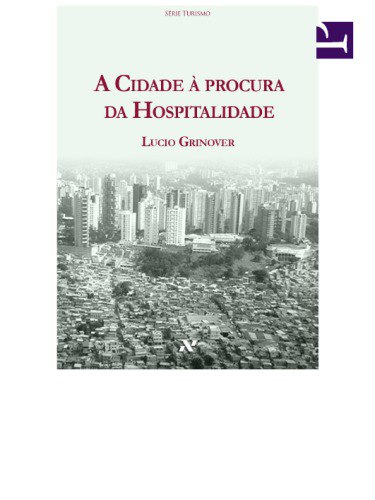 SÉRIE TURISMO
A CIDADE À PROCURA
DA HOSPITALIDADE
LUCIO GRINOVER